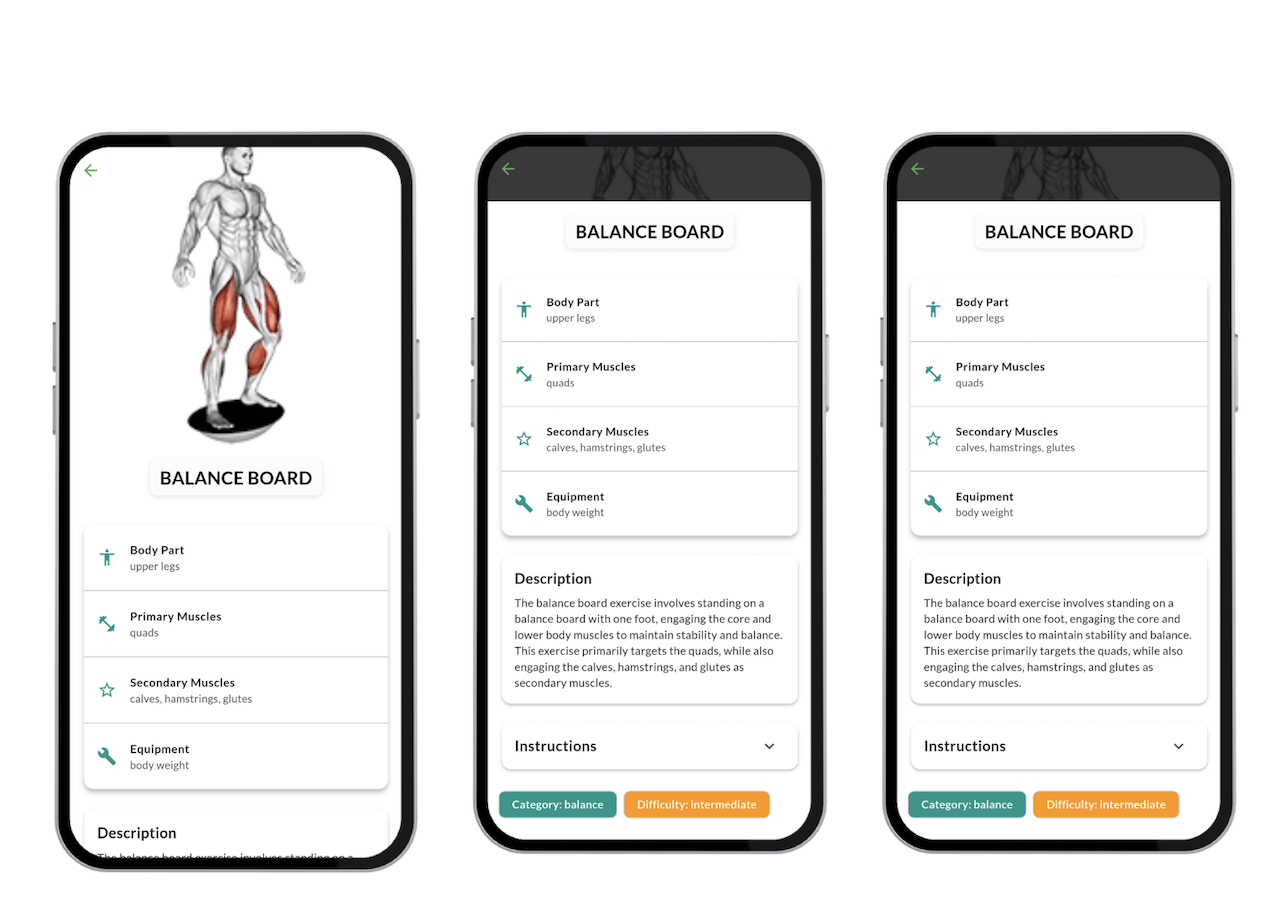 BALANCE BOARD
Body Part
upper legs
Primary Muscles
quads
Secondary Muscles
calves, hamstrings, glutes
Equipment
body weight
Description
The balance board exercise involves standing on a
BALANCE BOARD
Body Part
upper legs
Primary Muscles
quads
Secondary Muscles
calves, hamstrings, glutes
Equipment
body weight
Description
The balance board exercise involves standing on a
balance board with one foot, engaging the core and
lower body muscles to maintain stability and balance.
This exercise primarily targets the quads, while also
engaging the calves, hamstrings, and glutes as
secondary muscles.
Instructions
Category: balance
Difficulty: intermediate
BALANCE BOARD
Body Part
upper legs
Primary Muscles
quads
Secondary Muscles
calves, hamstrings, glutes
Equipment
body weight
Description
The balance board exercise involves standing on a
balance board with one foot, engaging the core and
lower body muscles to maintain stability and balance.
This exercise primarily targets the quads, while also
engaging the calves, hamstrings, and glutes as
secondary muscles.
Instructions
Category: balance
Difficulty: intermediate